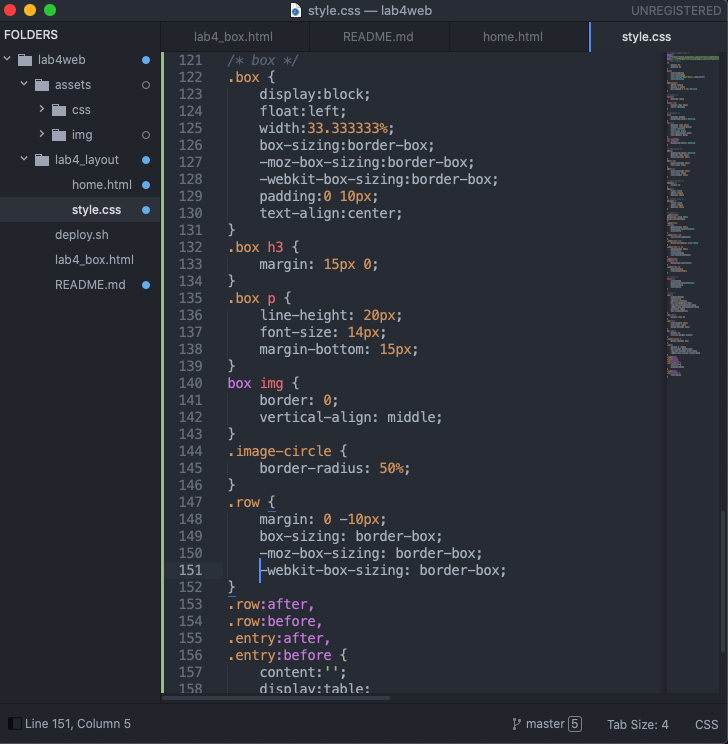 style.css — lab4web
UNREGISTERED
FOLDERS
lab4web
assets
css
img
lab4_layout
home.html
style.css
deploy.sh
lab4_box.html
README.md
lab4_box.html
README.md
home.html
style.css
121 /* box */
122 .box {
123 display:block;
124 float:left;
125 width:33.333333%;
126 box-sizing:border-box;
127 -moz-box-sizing:border-box;
128 -webkit-box-sizing:border-box;
129 padding:0 10px;
130 text-align:center;
131 }
132 .box h3 {
133 margin: 15px 0;
134 }
135 .box p {
136 line-height: 20px;
137 font-size: 14px;
138 margin-bottom: 15px;
139 }
140 box img {
141 border: 0;
142 vertical-align: middle;
143 }
144 .image-circle {
145 border-radius: 50%;
146 }
147 .row {
148 margin: 0 -10px;
149 box-sizing: border-box;
150 -moz-box-sizing: border-box;
151 -webkit-box-sizing: border-box;
152 }
153 .row:after,
154 .row:before,
155 .entry:after,
156 .entry:before {
157 content:'';
158 display:table;
Line 151, Column 5
master 5
Tab Size: 4
CSS